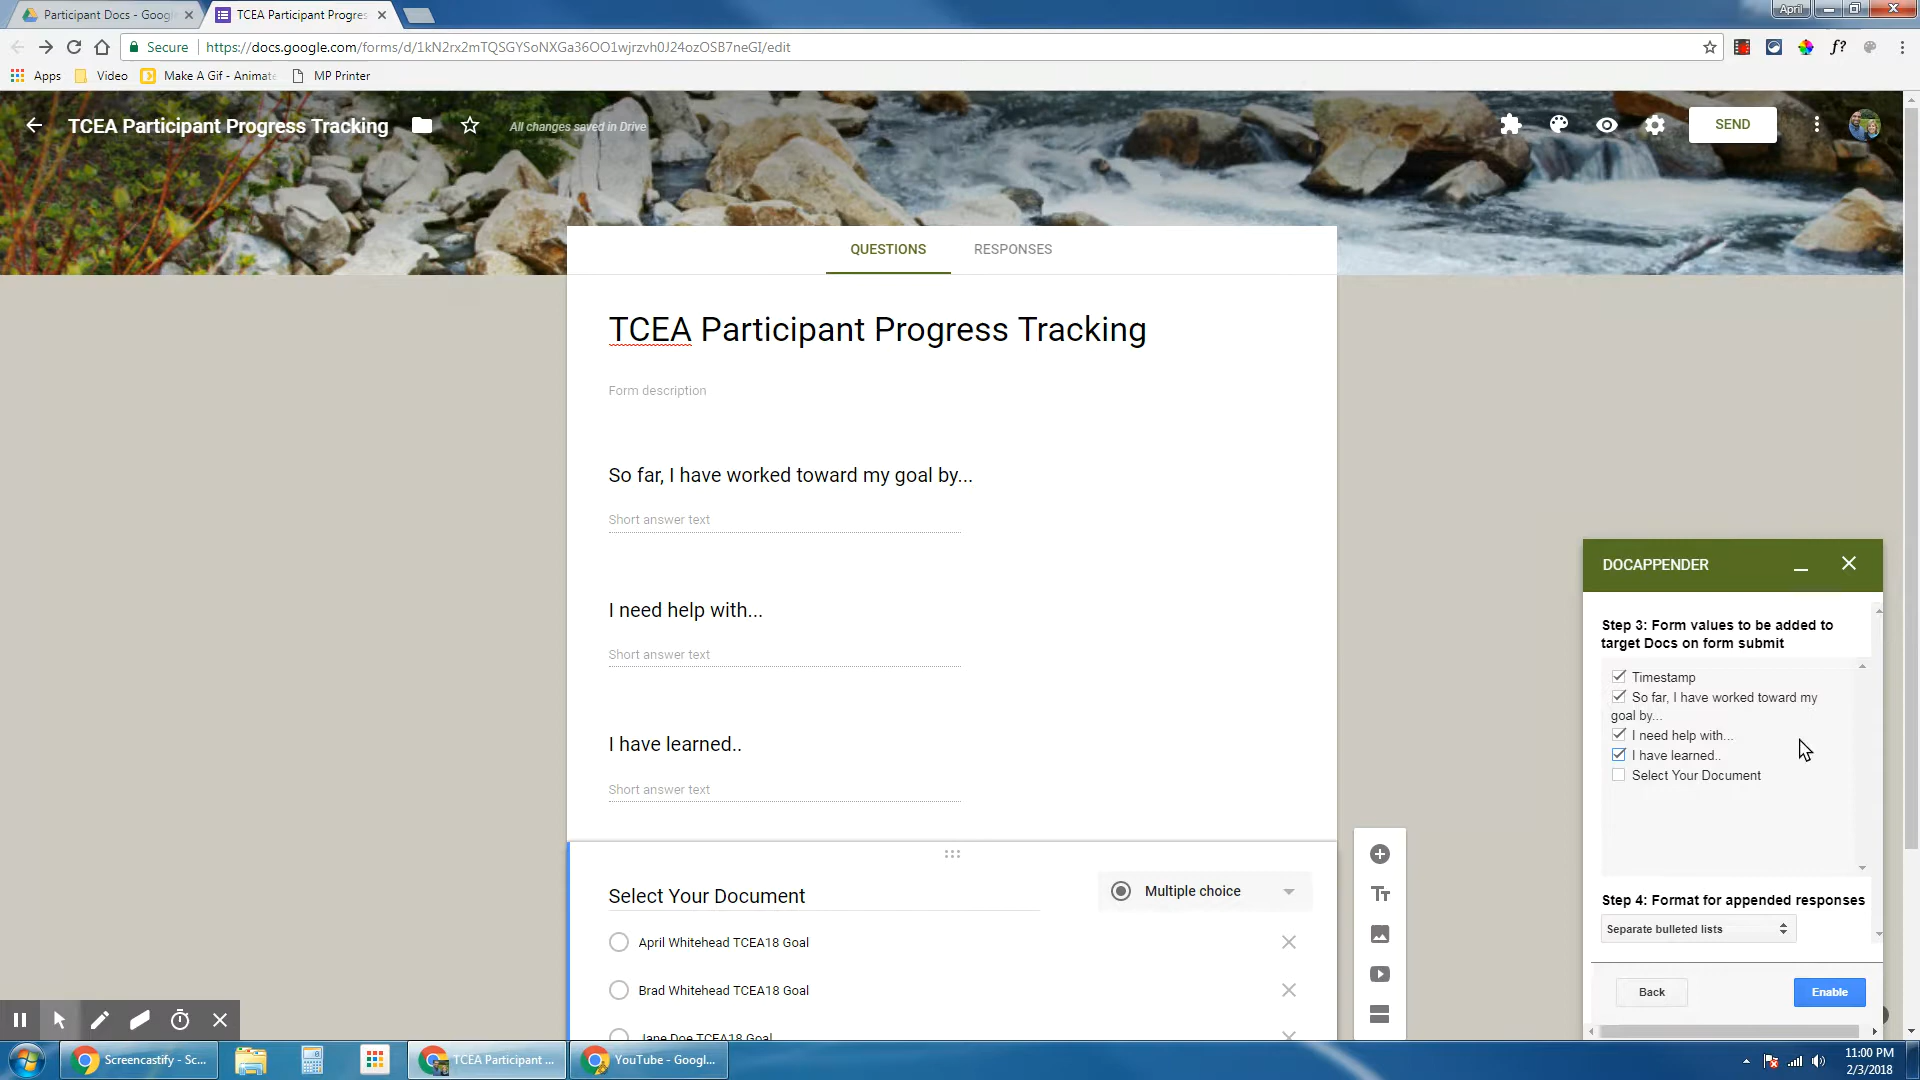 Participant Docs - Google
TCEA Participant Progres
April
Secure
https://docs.google.com/forms/d/1kN2rx2mTQSGYSoNXGa36OO1wjrzvh0J24ozOSB7neGI/edit
f?
Apps
Video
Make A Gif - Animate
MP Printer
TCEA Participant Progress Tracking
All changes saved in Drive
SEND
QUESTIONS
RESPONSES
TCEA Participant Progress Tracking
Form description
So far, I have worked toward my goal by...
Short answer text
I need help with...
Short answer text
I have learned..
Short answer text
Select Your Document
Multiple choice
April Whitehead TCEA18 Goal
Brad Whitehead TCEA18 Goal
Jane Doe TCEA18 Goal
Tt
DOCAPPENDER
Step 3: Form values to be added to
target Docs on form submit
Timestamp
So far, I have worked toward my
goal by...
I need help with...
I have learned..
Select Your Document
Step 4: Format for appended responses
Separate bulleted lists
Back
Enable
Screencastify - Sc...
TCEA Participant ...
YouTube - Googl...
11:00 PM
2/3/2018